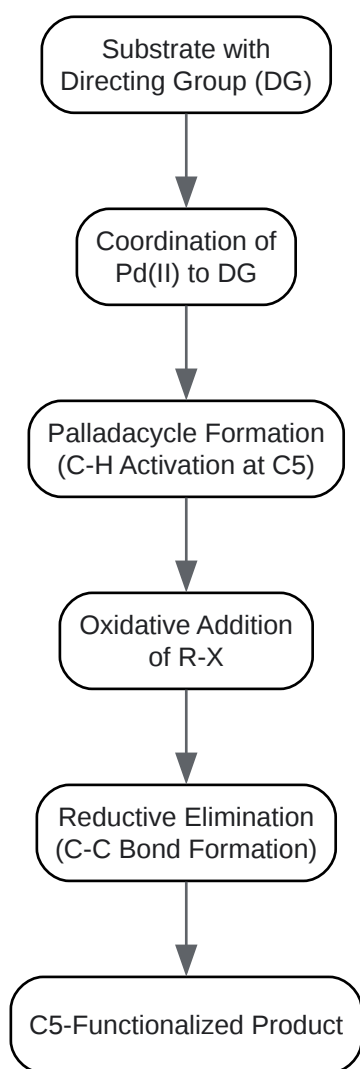 Substrate with
Directing Group (DG)
Coordination of
Pd(II) to DG
Palladacycle Formation
(C-H Activation at C5)
Oxidative Addition
of R-X
Reductive Elimination
(C-C Bond Formation)
C5-Functionalized Product